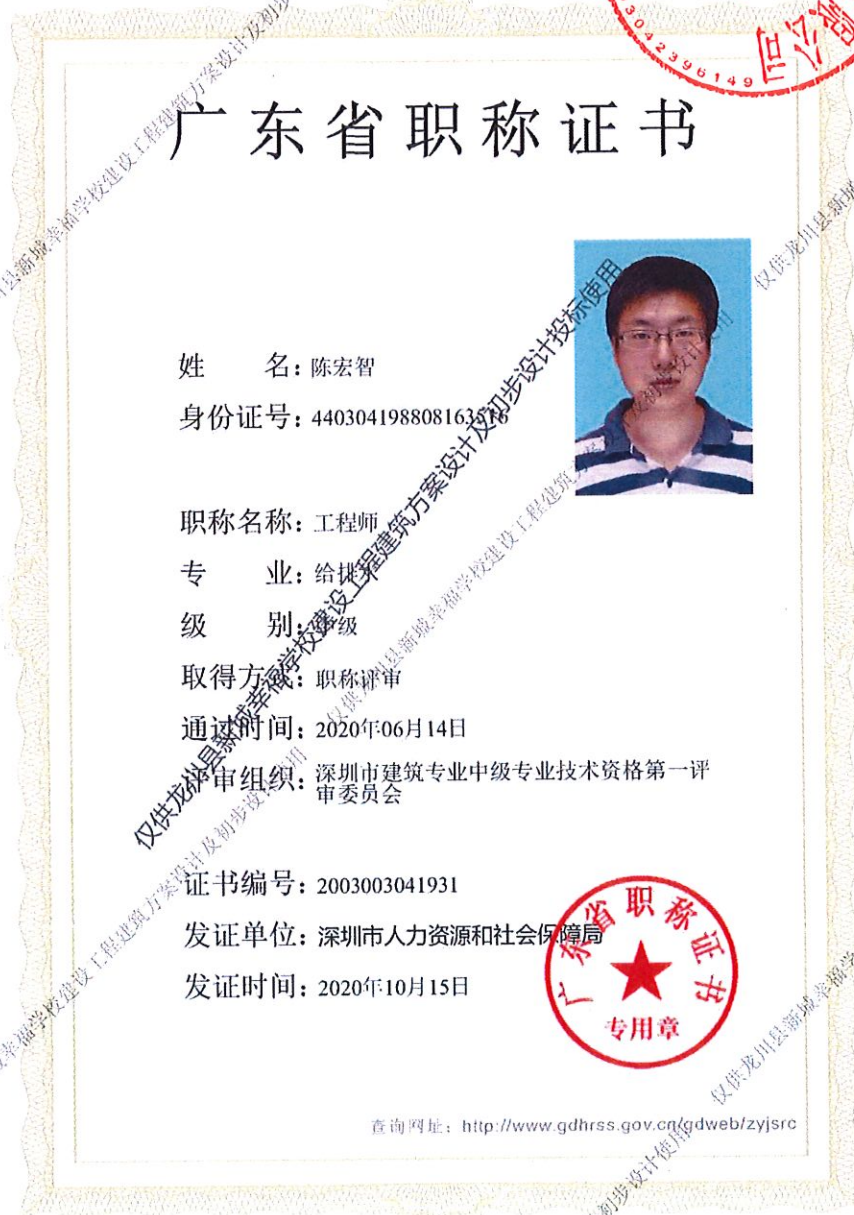 3042396149
公司
广东省职称证书
姓 名：陈宏智
身份证号：440304198808163
职称名称：工程师
专 业：给排水
级 别：中级
取得方式：职称评审
通过时间：2020年06月14日
评审组织：深圳市建筑专业中级专业技术资格第一评
审委员会
证书编号：2003003041931
发证单位：深圳市人力资源和社会保障局
发证时间：2020年10月15日
广东省职称证书
专用章
查询网址：http://www.gdhrss.gov.cn/gdweb/zyjsrc
仅供龙川县新城幸福学校建设工程建筑方案设计及初步设计投标使用